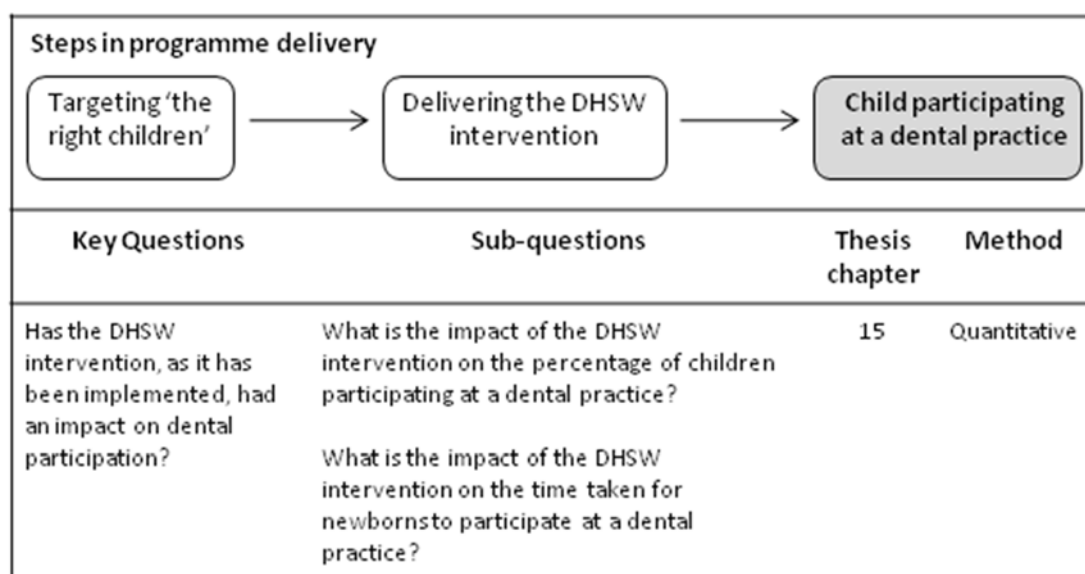 Steps in programme delivery
Targeting ‘the
right children’
Delivering the DHSW
intervention
Child participating
at a dental practice
Key Questions
Sub-questions
Thesis
chapter
Method
Has the DHSW
intervention, as it has
been implemented, had
an impact on dental
participation?
What is the impact of the DHSW
intervention on the percentage of children
participating at a dental practice?
What is the impact of the DHSW
intervention on the time taken for
newborns to participate at a dental
practice?
15
Quantitative